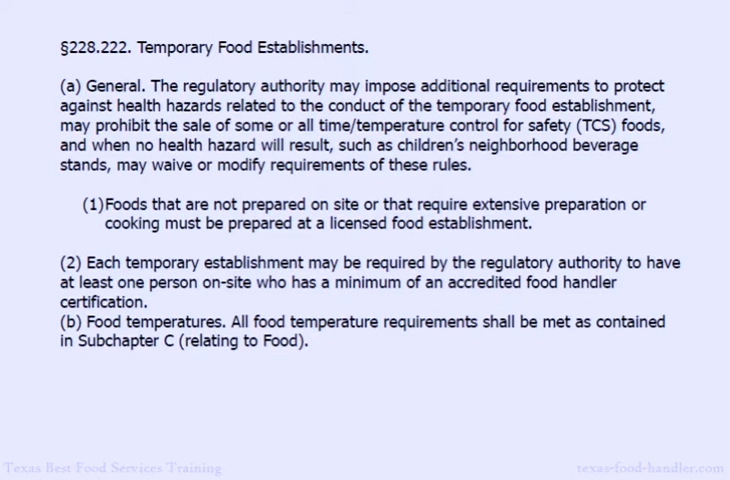 §228.222. Temporary Food Establishments.
(a) General. The regulatory authority may impose additional requirements to protect
against health hazards related to the conduct of the temporary food establishment,
may prohibit the sale of some or all time/temperature control for safety (TCS) foods,
and when no health hazard will result, such as children’s neighborhood beverage
stands, may waive or modify requirements of these rules.
(1)Foods that are not prepared on site or that require extensive preparation or
cooking must be prepared at a licensed food establishment.
(2) Each temporary establishment may be required by the regulatory authority to have
at least one person on-site who has a minimum of an accredited food handler
certification.
(b) Food temperatures. All food temperature requirements shall be met as contained
in Subchapter C (relating to Food).
Texas Best Food Services Training
texas-food-handler.com